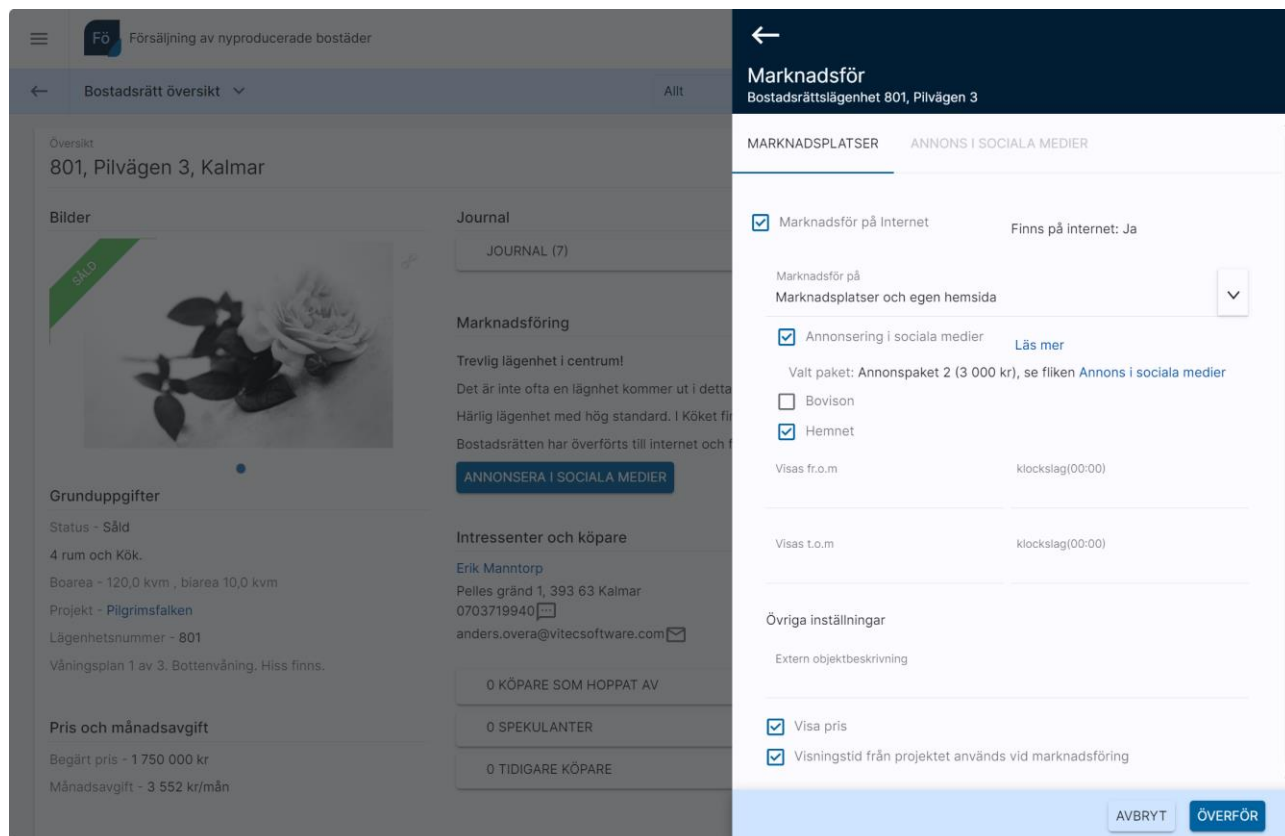 Fö
Försäljning av nyproducerade bostäder
Bostadsrätt översikt
Allt
Översikt
801, Pilvägen 3, Kalmar
Bilder
SÅLD
Grunduppgifter
Status - Såld
4 rum och Kök.
Boarea - 120,0 kvm , biarea 10,0 kvm
Projekt - Pilgrimsfalken
Lägenhetsnummer - 801
Våningsplan 1 av 3. Bottenvåning. Hiss finns.
Pris och månadsavgift
Begärt pris - 1 750 000 kr
Månadsavgift - 3 552 kr/mån
Journal
JOURNAL (7)
Marknadsföring
Trevlig lägenhet i centrum!
Det är inte ofta en lägnhet kommer ut i detta
Härlig lägenhet med hög standard. I Köket fin
Bostadsrätten har överförts till internet och f
ANNONSERA I SOCIALA MEDIER
Intressenter och köpare
Erik Manntorp
Pelles gränd 1, 393 63 Kalmar
0703719940
anders.overa@vitecsoftware.com
0 KÖPARE SOM HOPPAT AV
0 SPEKULANTER
0 TIDIGARE KÖPARE
Marknadsför
Bostadsrättslägenhet 801, Pilvägen 3
MARKNADSPLATSER
ANNONS I SOCIALA MEDIER
Marknadsför på Internet
Finns på internet: Ja
Marknadsför på
Marknadsplatser och egen hemsida
Annonsering i sociala medier
Läs mer
Valt paket: Annonspaket 2 (3 000 kr), se fliken Annons i sociala medier
Bovison
Hemnet
Visas fr.o.m
klockslag(00:00)
Visas t.o.m
klockslag(00:00)
Övriga inställningar
Extern objektbeskrivning
Visa pris
Visningstid från projektet används vid marknadsföring
AVBRYT
ÖVERFÖR